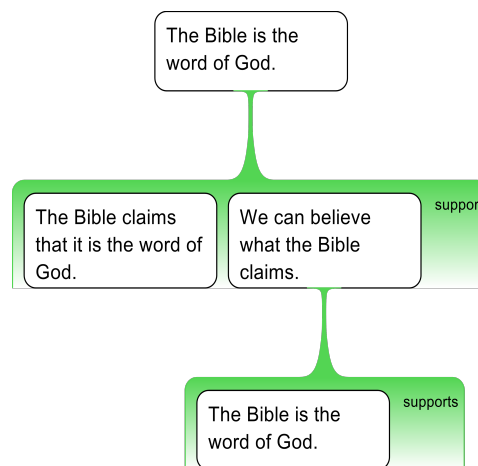 The Bible is the
word of God.
suppor
The Bible claims
that it is the word of
God.
We can believe
what the Bible
claims.
supports
The Bible is the
word of God.